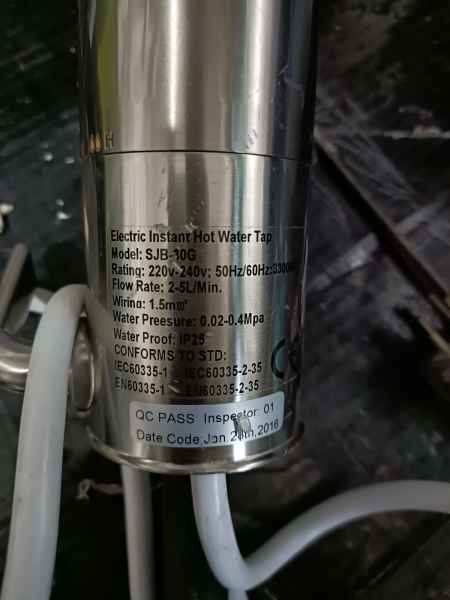 H
Electric Instant Hot Water Tap
Model: SJB-30G
Rating: 220v-240v; 50Hz/60Hz;
Flow Rate: 2-5L/Min.
Wiring: 1.5mm²
Water Preesure: 0.02-0.4Mpa
Water Proof: IP25
CONFORMS TO STD:
IEC60335-1 IEC60335-2-35
EN60335-1 EN60335-2-35
CE
QC PASS Inspector: 01
Date Code: Jan. 2016